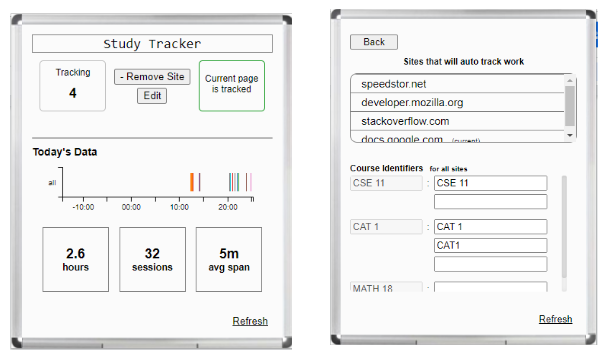 Study Tracker
Tracking
4
- Remove Site
Edit
Current page
is tracked
Today's Data
all
-10:00 00:00 10:00 20:00
2.6
hours
32
sessions
5m
avg span
Refresh
Back
Sites that will auto track work
speedstor.net
developer.mozilla.org
stackoverflow.com
docs.google.com (current)
Course Identifiers for all sites
CSE 11 : CSE 11
CAT 1 : CAT 1
CAT1
MATH 18 :
Refresh